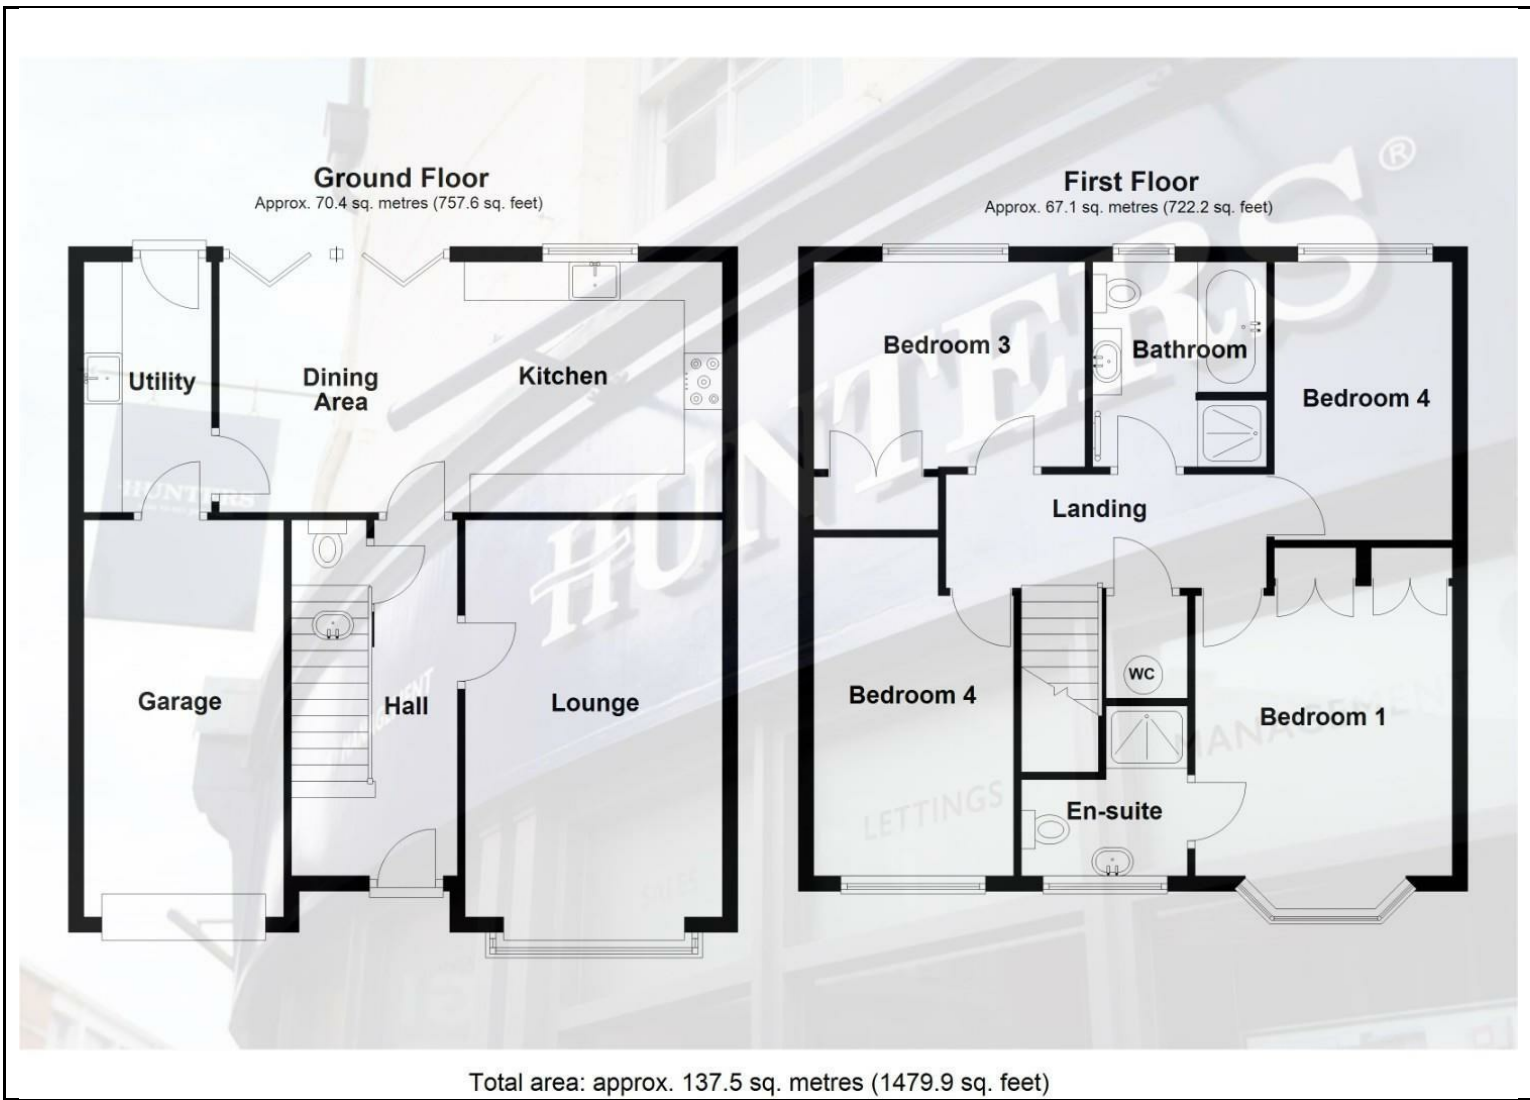 Ground Floor
Approx. 70.4 sq. metres (757.6 sq. feet)
Utility
Dining
Area
Kitchen
Garage
Hall
Lounge
First Floor
Approx. 67.1 sq. metres (722.2 sq. feet)
Bedroom 3
Bathroom
Bedroom 4
Landing
Bedroom 4
WC
Bedroom 1
En-suite
HUNTERS®
HUNTERS
LETTINGS
MANAGEMENT
Total area: approx. 137.5 sq. metres (1479.9 sq. feet)